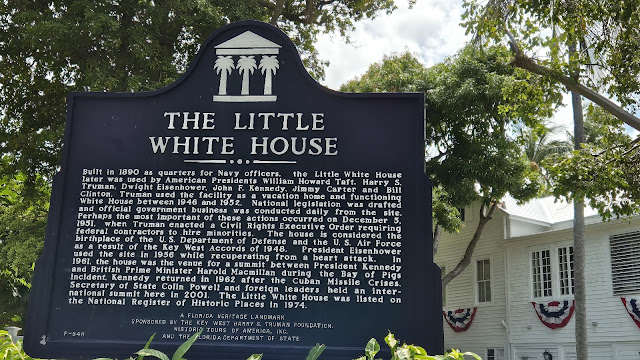 THE LITTLE
WHITE HOUSE
Built in 1890 as quarters for Navy officers, the Little White House
later was used by American Presidents William Howard Taft, Harry S.
Truman, Dwight Eisenhower, John F. Kennedy, Jimmy Carter and Bill
Clinton. Truman used the facility as a vacation home and functioning
White House between 1946 and 1952. National legislation was drafted
and official government business was conducted daily from the site.
Perhaps the most important of these actions occurred on December 5,
1951, when Truman enacted a Civil Rights Executive Order requiring
federal contractors to hire minorities. The house is considered the
birthplace of the U.S. Department of Defense and the U.S. Air Force
as a result of the Key West Accords of 1948. President Eisenhower
used the site in 1956 while recuperating from a heart attack. In
1961, the house was the venue for a summit between President Kennedy
and British Prime Minister Harold Macmillan during the Bay of Pigs
incident. Kennedy returned in 1962 after the Cuban Missile Crises.
Secretary of State Colin Powell and foreign leaders held an inter-
national summit here in 2001. The Little White House was listed on
the National Register of Historic Places in 1974.
A FLORIDA HERITAGE LANDMARK
SPONSORED BY THE KEY WEST HARRY S. TRUMAN FOUNDATION,
HISTORIC TOURS OF AMERICA, INC.
F-544 AND THE FLORIDA DEPARTMENT OF STATE